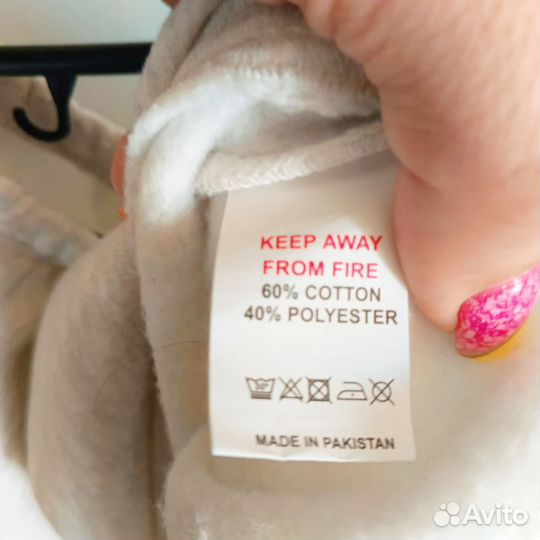 KEEP AWAY
FROM FIRE
60% COTTON
40% POLYESTER
30°
MADE IN PAKISTAN
Avito